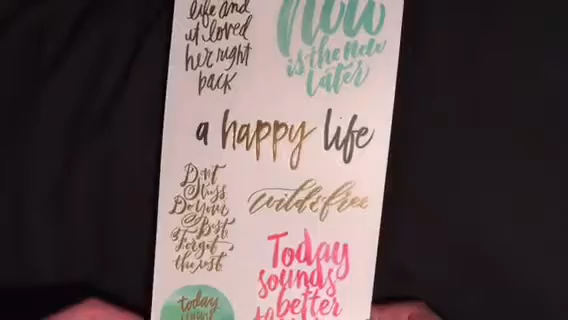 life and
it loved
her right
back
now
is the new
later
a happy life
Don't
Stress
Do Your
Best
Forget
the rest
wild & free
Today
sounds
better
today